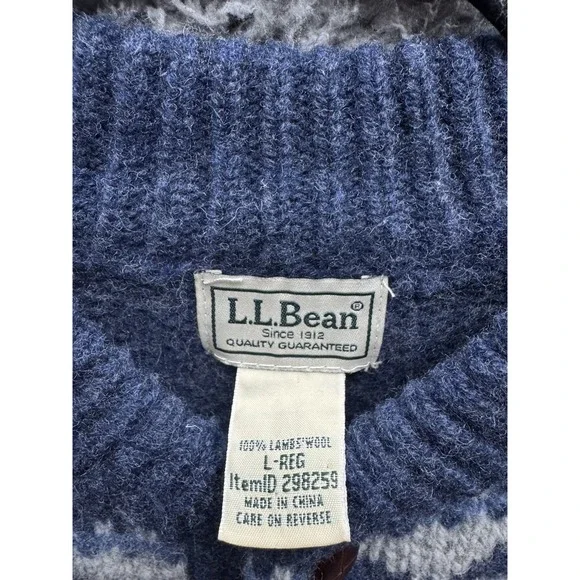 L.L.Bean®
Since 1912
QUALITY GUARANTEED
100% LAMBS'WOOL
L-REG
ItemID 298259
MADE IN CHINA
CARE ON REVERSE